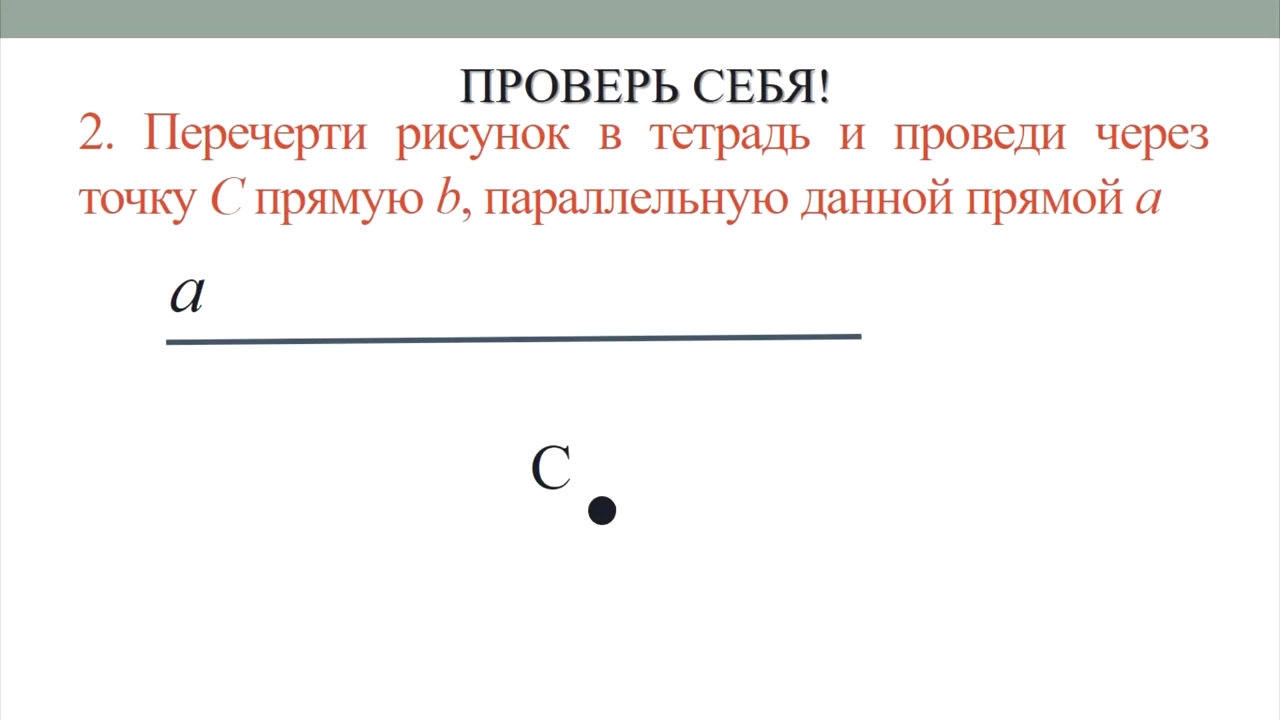 ПРОВЕРЬ СЕБЯ!
2. Перечерти рисунок в тетрадь и проведи через
точку C прямую b, параллельную данной прямой a
a
C